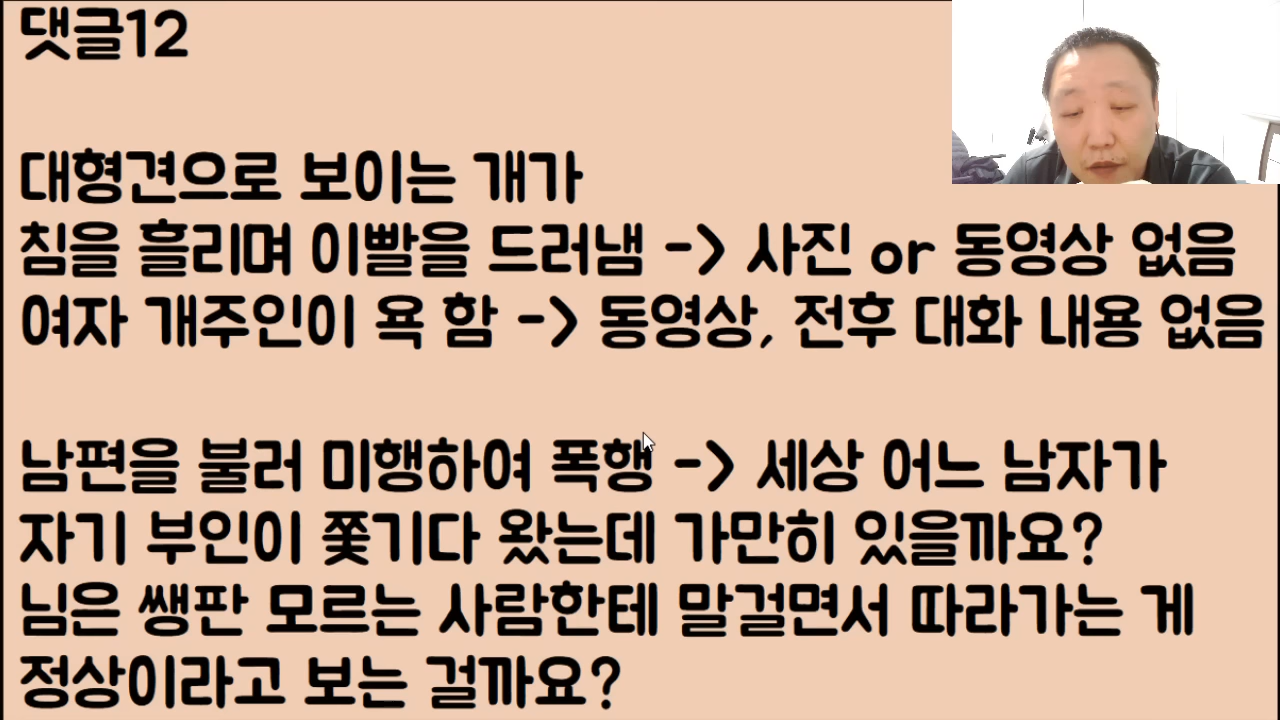 댓글12
대형견으로 보이는 개가
침을 흘리며 이빨을 드러냄 -> 사진 or 동영상 없음
여자 개주인이 욕 함 -> 동영상, 전후 대화 내용 없음
남편을 불러 미행하여 폭행 -> 세상 어느 남자가
자기 부인이 쫓기다 왔는데 가만히 있을까요?
님은 쌩판 모르는 사람한테 말걸면서 따라가는 게
정상이라고 보는 걸까요?